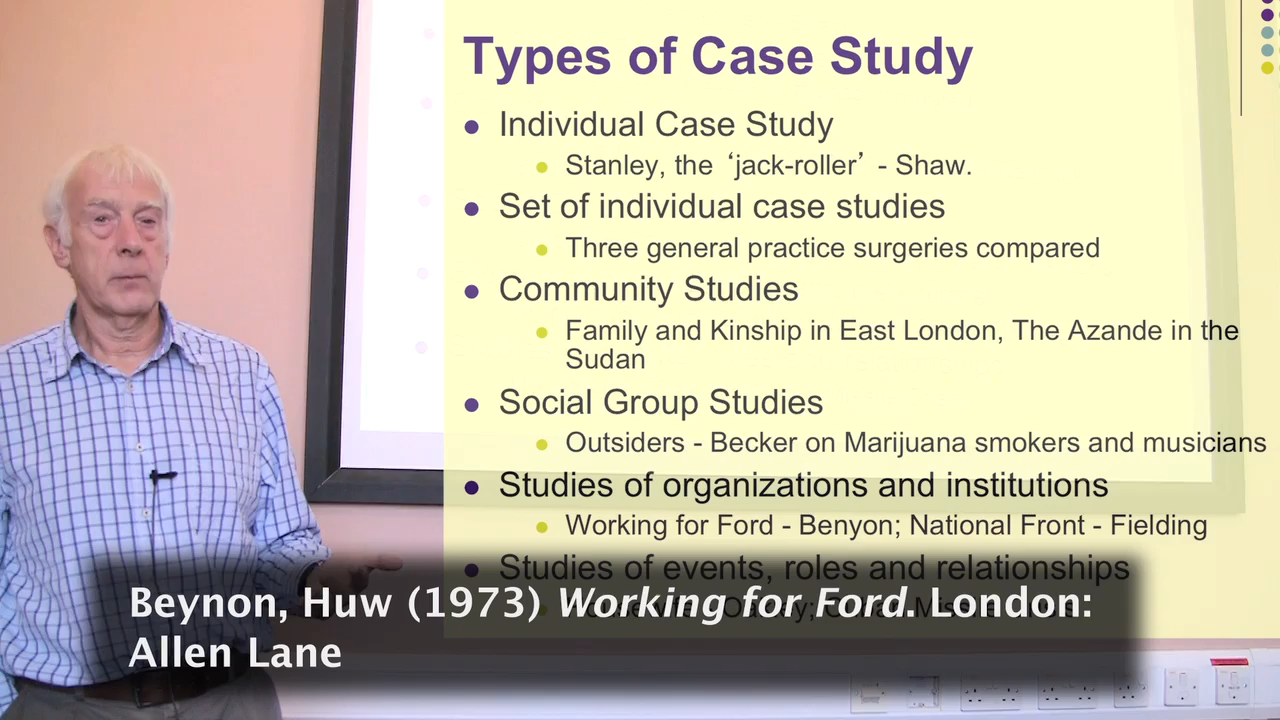 Types of Case Study
Individual Case Study
Stanley, the ‘jack-roller’ - Shaw.
Set of individual case studies
Three general practice surgeries compared
Community Studies
Family and Kinship in East London, The Azande in the
Sudan
Social Group Studies
Outsiders - Becker on Marijuana smokers and musicians
Studies of organizations and institutions
Working for Ford - Benyon; National Front - Fielding
Studies of events, roles and relationships
Beynon, Huw (1973) Working for Ford. London:
Allen Lane